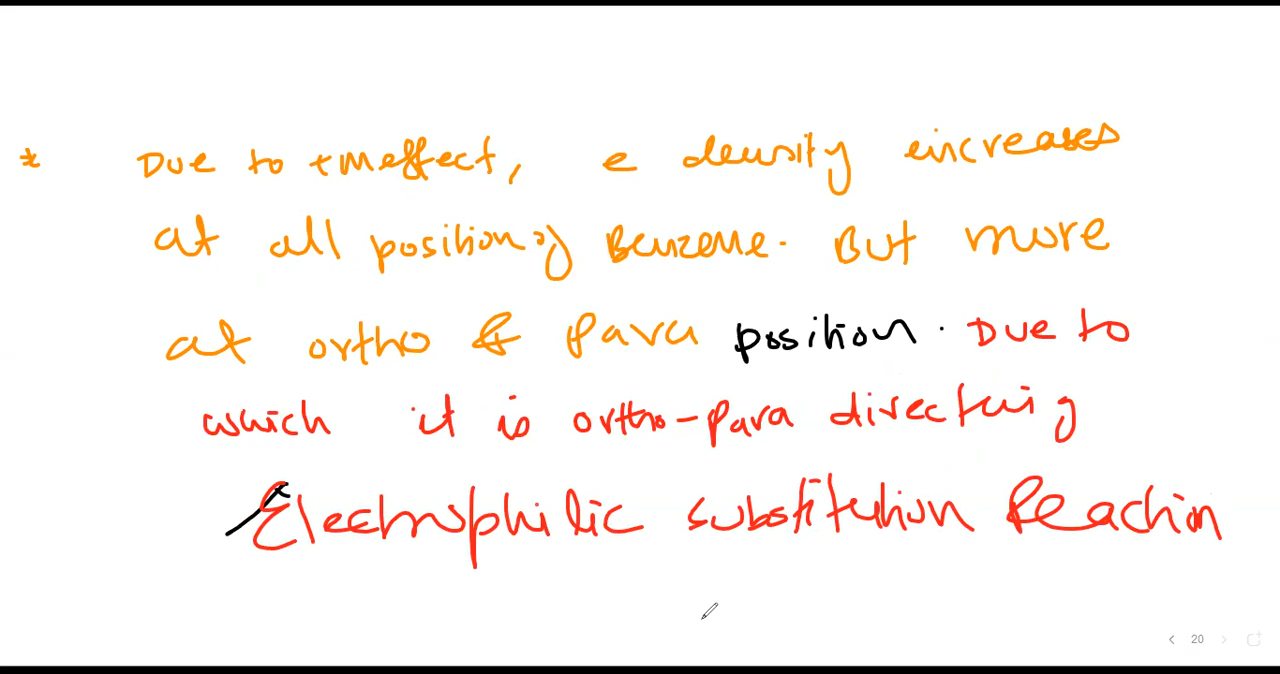 * Due to +M effect, e density increases
at all position of Benzene. But more
at ortho & para position. Due to
which it is ortho-para directing
Electrophilic substitution Reaction
20